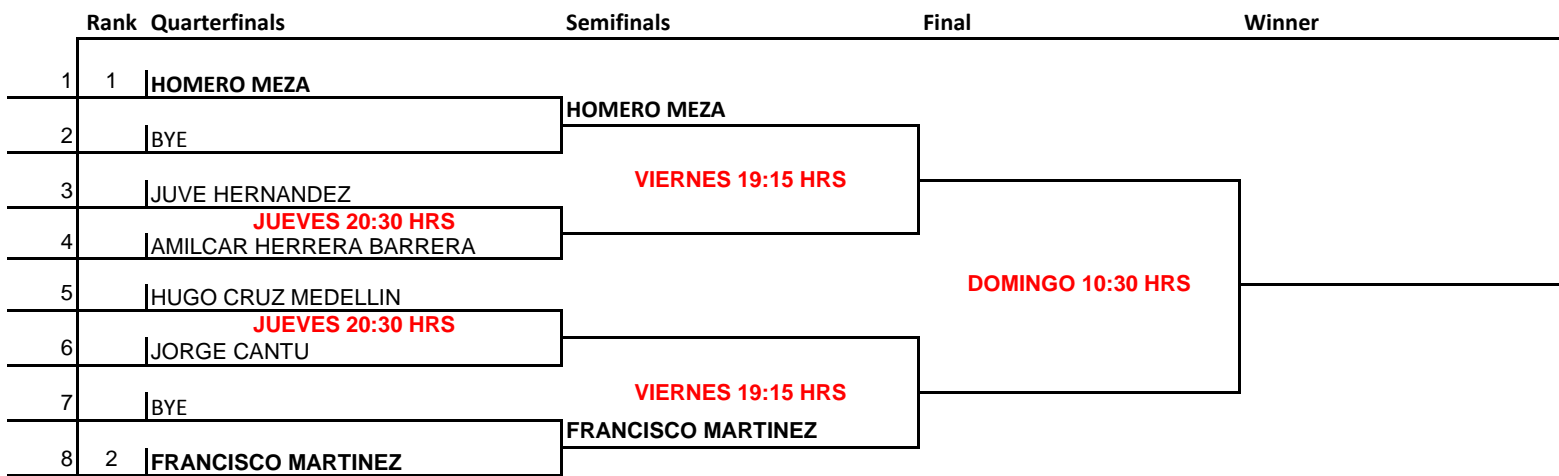 Rank Quarterfinals Semifinals Final Winner
1 1 HOMERO MEZA
HOMERO MEZA
2 BYE
VIERNES 19:15 HRS
3 JUVE HERNANDEZ
JUEVES 20:30 HRS
4 AMILCAR HERRERA BARRERA
DOMINGO 10:30 HRS
5 HUGO CRUZ MEDELLIN
JUEVES 20:30 HRS
6 JORGE CANTU
VIERNES 19:15 HRS
7 BYE
FRANCISCO MARTINEZ
8 2 FRANCISCO MARTINEZ